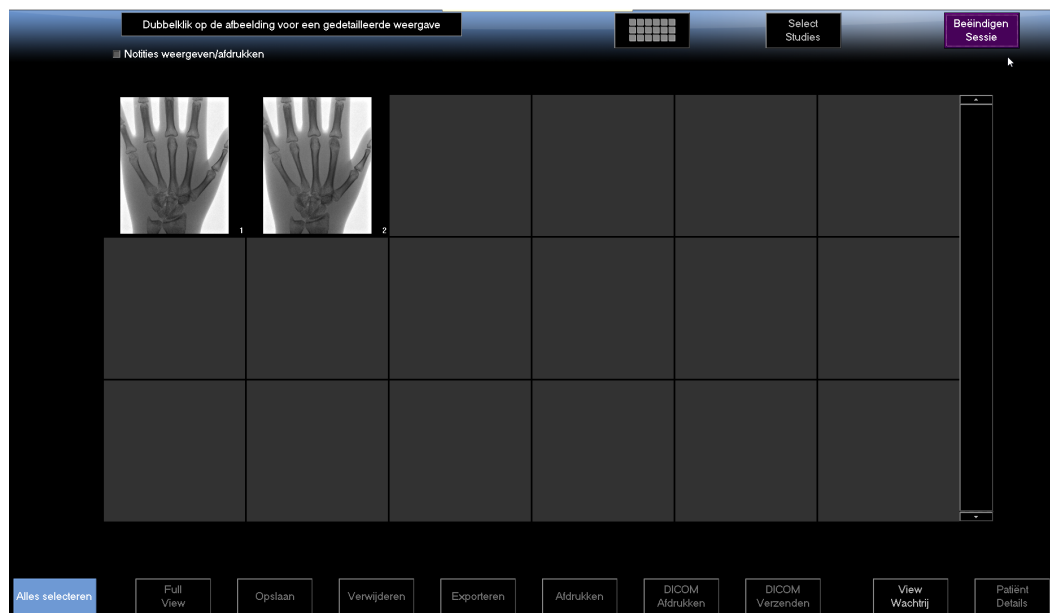 Dubbelklik op de afbeelding voor een gedetailleerde weergave
Select
Studies
Beëindigen
Sessie
Notities weergeven/afdrukken
1
2
Alles selecteren
Full
View
Opslaan
Verwijderen
Exporteren
Afdrukken
DICOM
Afdrukken
DICOM
Verzenden
View
Wachtrij
Patiënt
Details